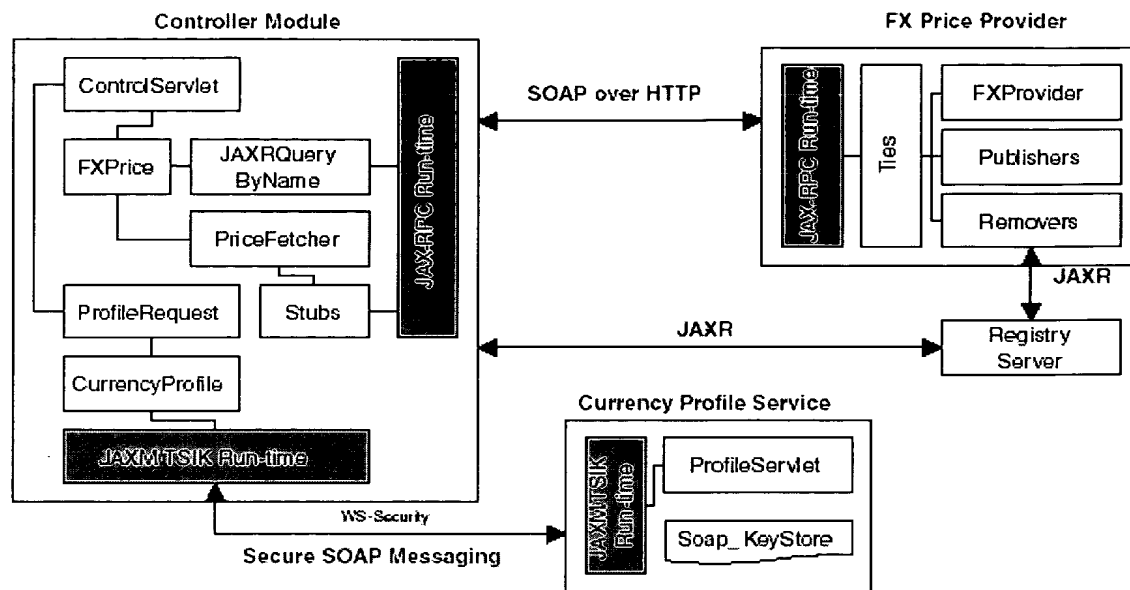 Controller Module
FX Price Provider
ControlServlet
FXPrice
JAXRQuery
ByName
PriceFetcher
ProfileRequest
Stubs
CurrencyProfile
JAX-RPC Run-time
JAXM TSIK Run-time
SOAP over HTTP
JAX-RPC Run-time
Ties
FXProvider
Publishers
Removers
JAXR
JAXR
Registry
Server
Currency Profile Service
JAXM/TSIK
Run-time
ProfileServlet
Soap_ KeyStore
WS-Security
Secure SOAP Messaging